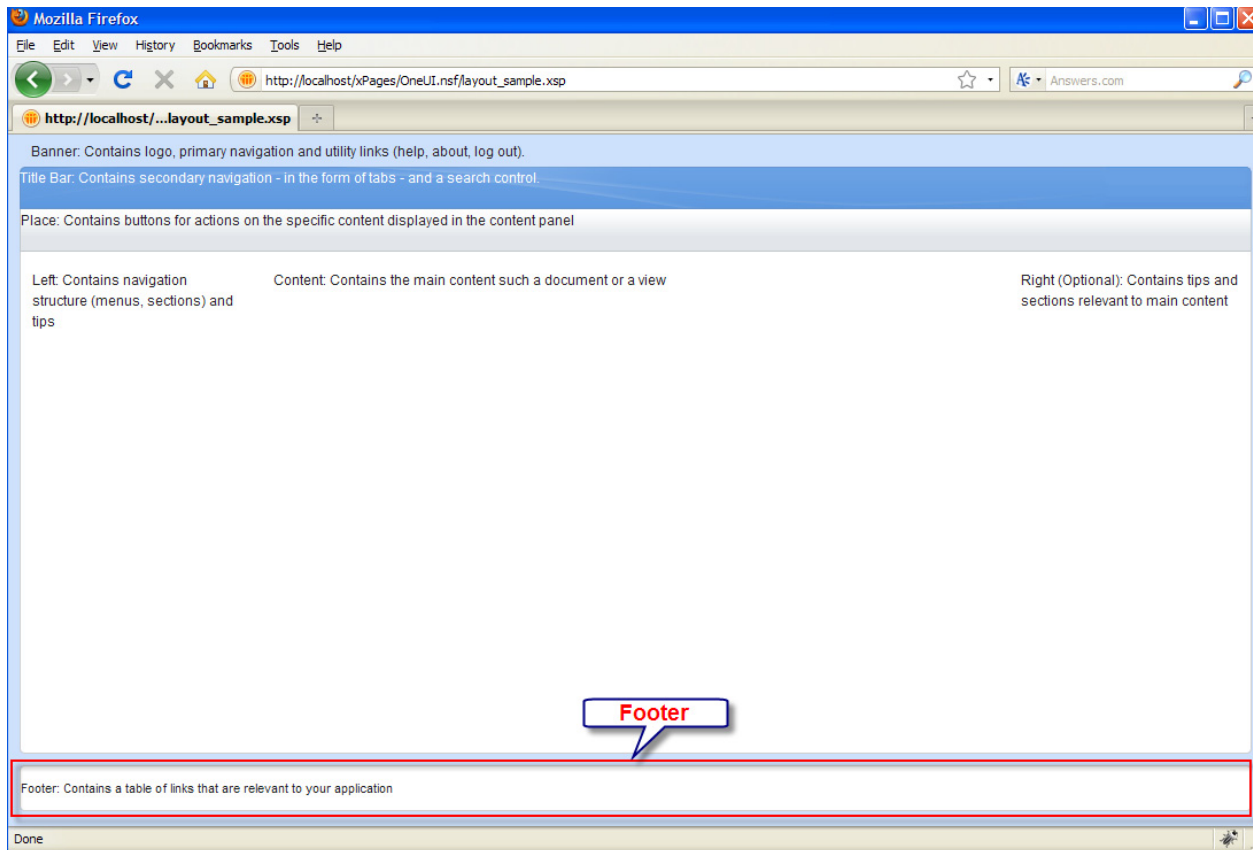 Mozilla Firefox
File Edit View History Bookmarks Tools Help
http://localhost/xPages/OneUI.nsf/layout_sample.xsp
Answers.com
http://localhost/...layout_sample.xsp
Banner: Contains logo, primary navigation and utility links (help, about, log out).
Title Bar: Contains secondary navigation - in the form of tabs - and a search control.
Place: Contains buttons for actions on the specific content displayed in the content panel
Left: Contains navigation
structure (menus, sections) and
tips
Content: Contains the main content such a document or a view
Right (Optional): Contains tips and
sections relevant to main content
Footer
Footer: Contains a table of links that are relevant to your application
Done